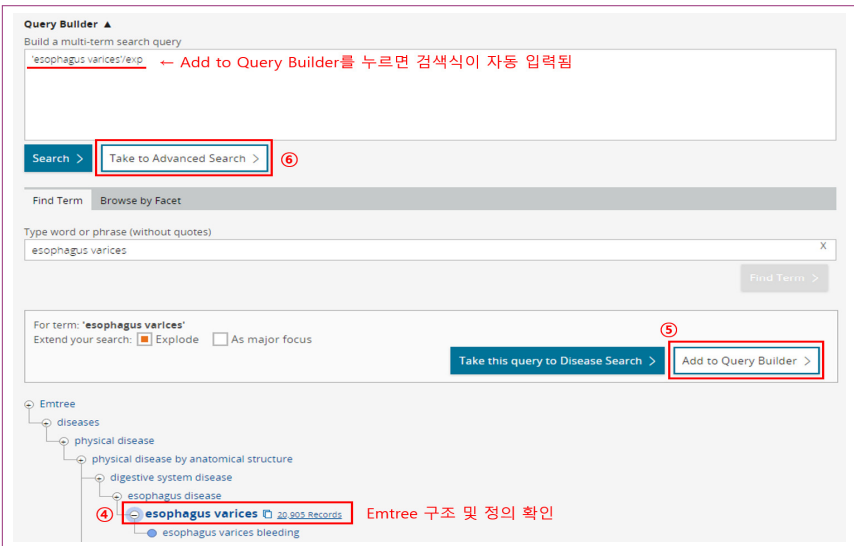 Query Builder ▲
Build a multi-term search query
'esophagus varices'/exp ← Add to Query Builder를 누르면 검색식이 자동 입력됨
Search > Take to Advanced Search > ⑥
Find Term Browse by Facet
Type word or phrase (without quotes)
esophagus varices X
Find Term >
For term: 'esophagus varices'
Extend your search: Explode As major focus
⑤
Take this query to Disease Search > Add to Query Builder >
Emtree
diseases
physical disease
physical disease by anatomical structure
digestive system disease
esophagus disease
④ esophagus varices 20,905 Records Emtree 구조 및 정의 확인
esophagus varices bleeding